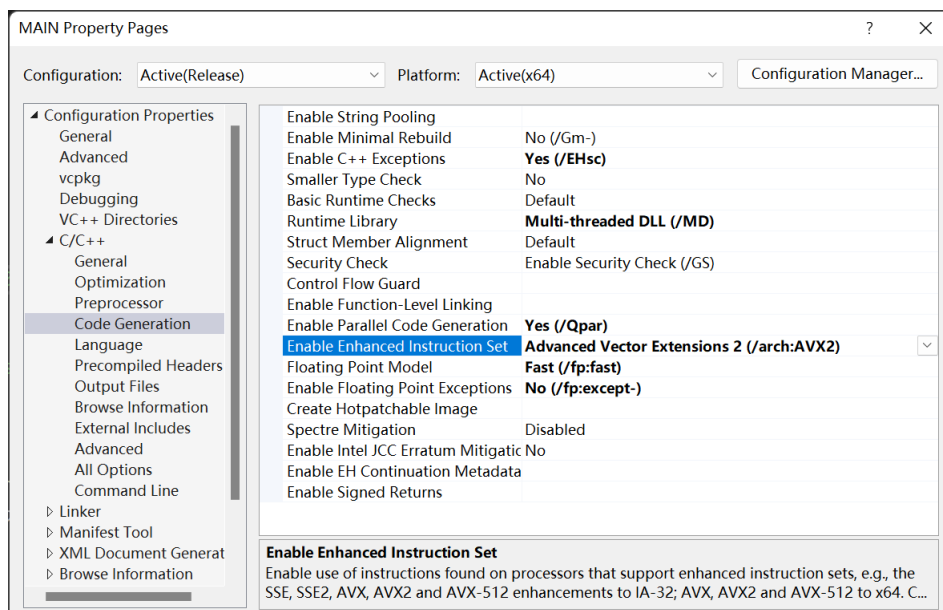 MAIN Property Pages
?
Configuration: Active(Release) Platform: Active(x64) Configuration Manager...
Configuration Properties
General
Advanced
vcpkg
Debugging
VC++ Directories
C/C++
General
Optimization
Preprocessor
Code Generation
Language
Precompiled Headers
Output Files
Browse Information
External Includes
Advanced
All Options
Command Line
Linker
Manifest Tool
XML Document Generat
Browse Information
Enable String Pooling
Enable Minimal Rebuild No (/Gm-)
Enable C++ Exceptions Yes (/EHsc)
Smaller Type Check No
Basic Runtime Checks Default
Runtime Library Multi-threaded DLL (/MD)
Struct Member Alignment Default
Security Check Enable Security Check (/GS)
Control Flow Guard
Enable Function-Level Linking
Enable Parallel Code Generation Yes (/Qpar)
Enable Enhanced Instruction Set Advanced Vector Extensions 2 (/arch:AVX2)
Floating Point Model Fast (/fp:fast)
Enable Floating Point Exceptions No (/fp:except-)
Create Hotpatchable Image
Spectre Mitigation Disabled
Enable Intel JCC Erratum Mitigatic No
Enable EH Continuation Metadata
Enable Signed Returns
Enable Enhanced Instruction Set
Enable use of instructions found on processors that support enhanced instruction sets, e.g., the
SSE, SSE2, AVX, AVX2 and AVX-512 enhancements to IA-32; AVX, AVX2 and AVX-512 to x64. C...